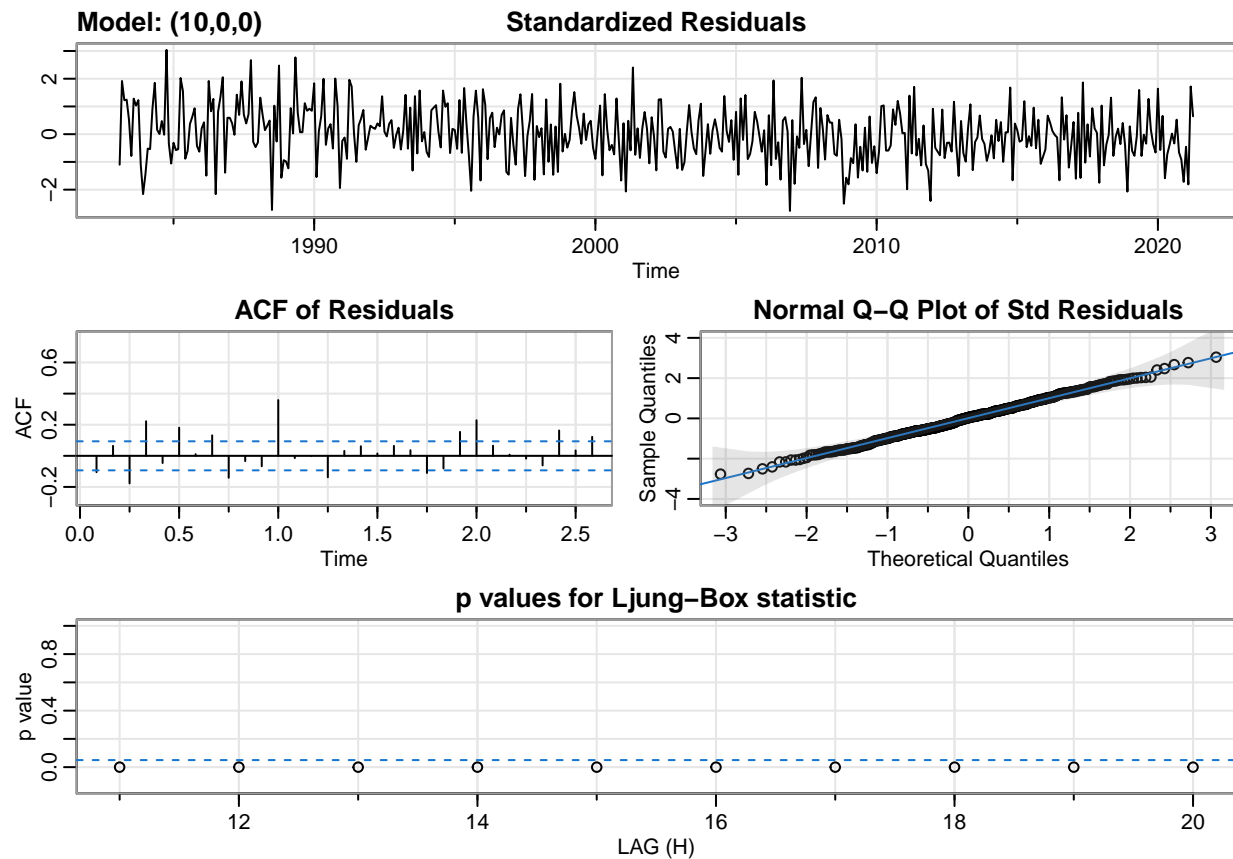 Model: (10,0,0) Standardized Residuals
2
0
−2
1990 2000 2010 2020
Time
ACF of Residuals
ACF
0.6
0.2
−0.2
0.0 0.5 1.0 1.5 2.0 2.5
Time
Normal Q−Q Plot of Std Residuals
Sample Quantiles
4
2
0
−4
−3 −2 −1 0 1 2 3
Theoretical Quantiles
p values for Ljung−Box statistic
p value
0.8
0.4
0.0
12 14 16 18 20
LAG (H)